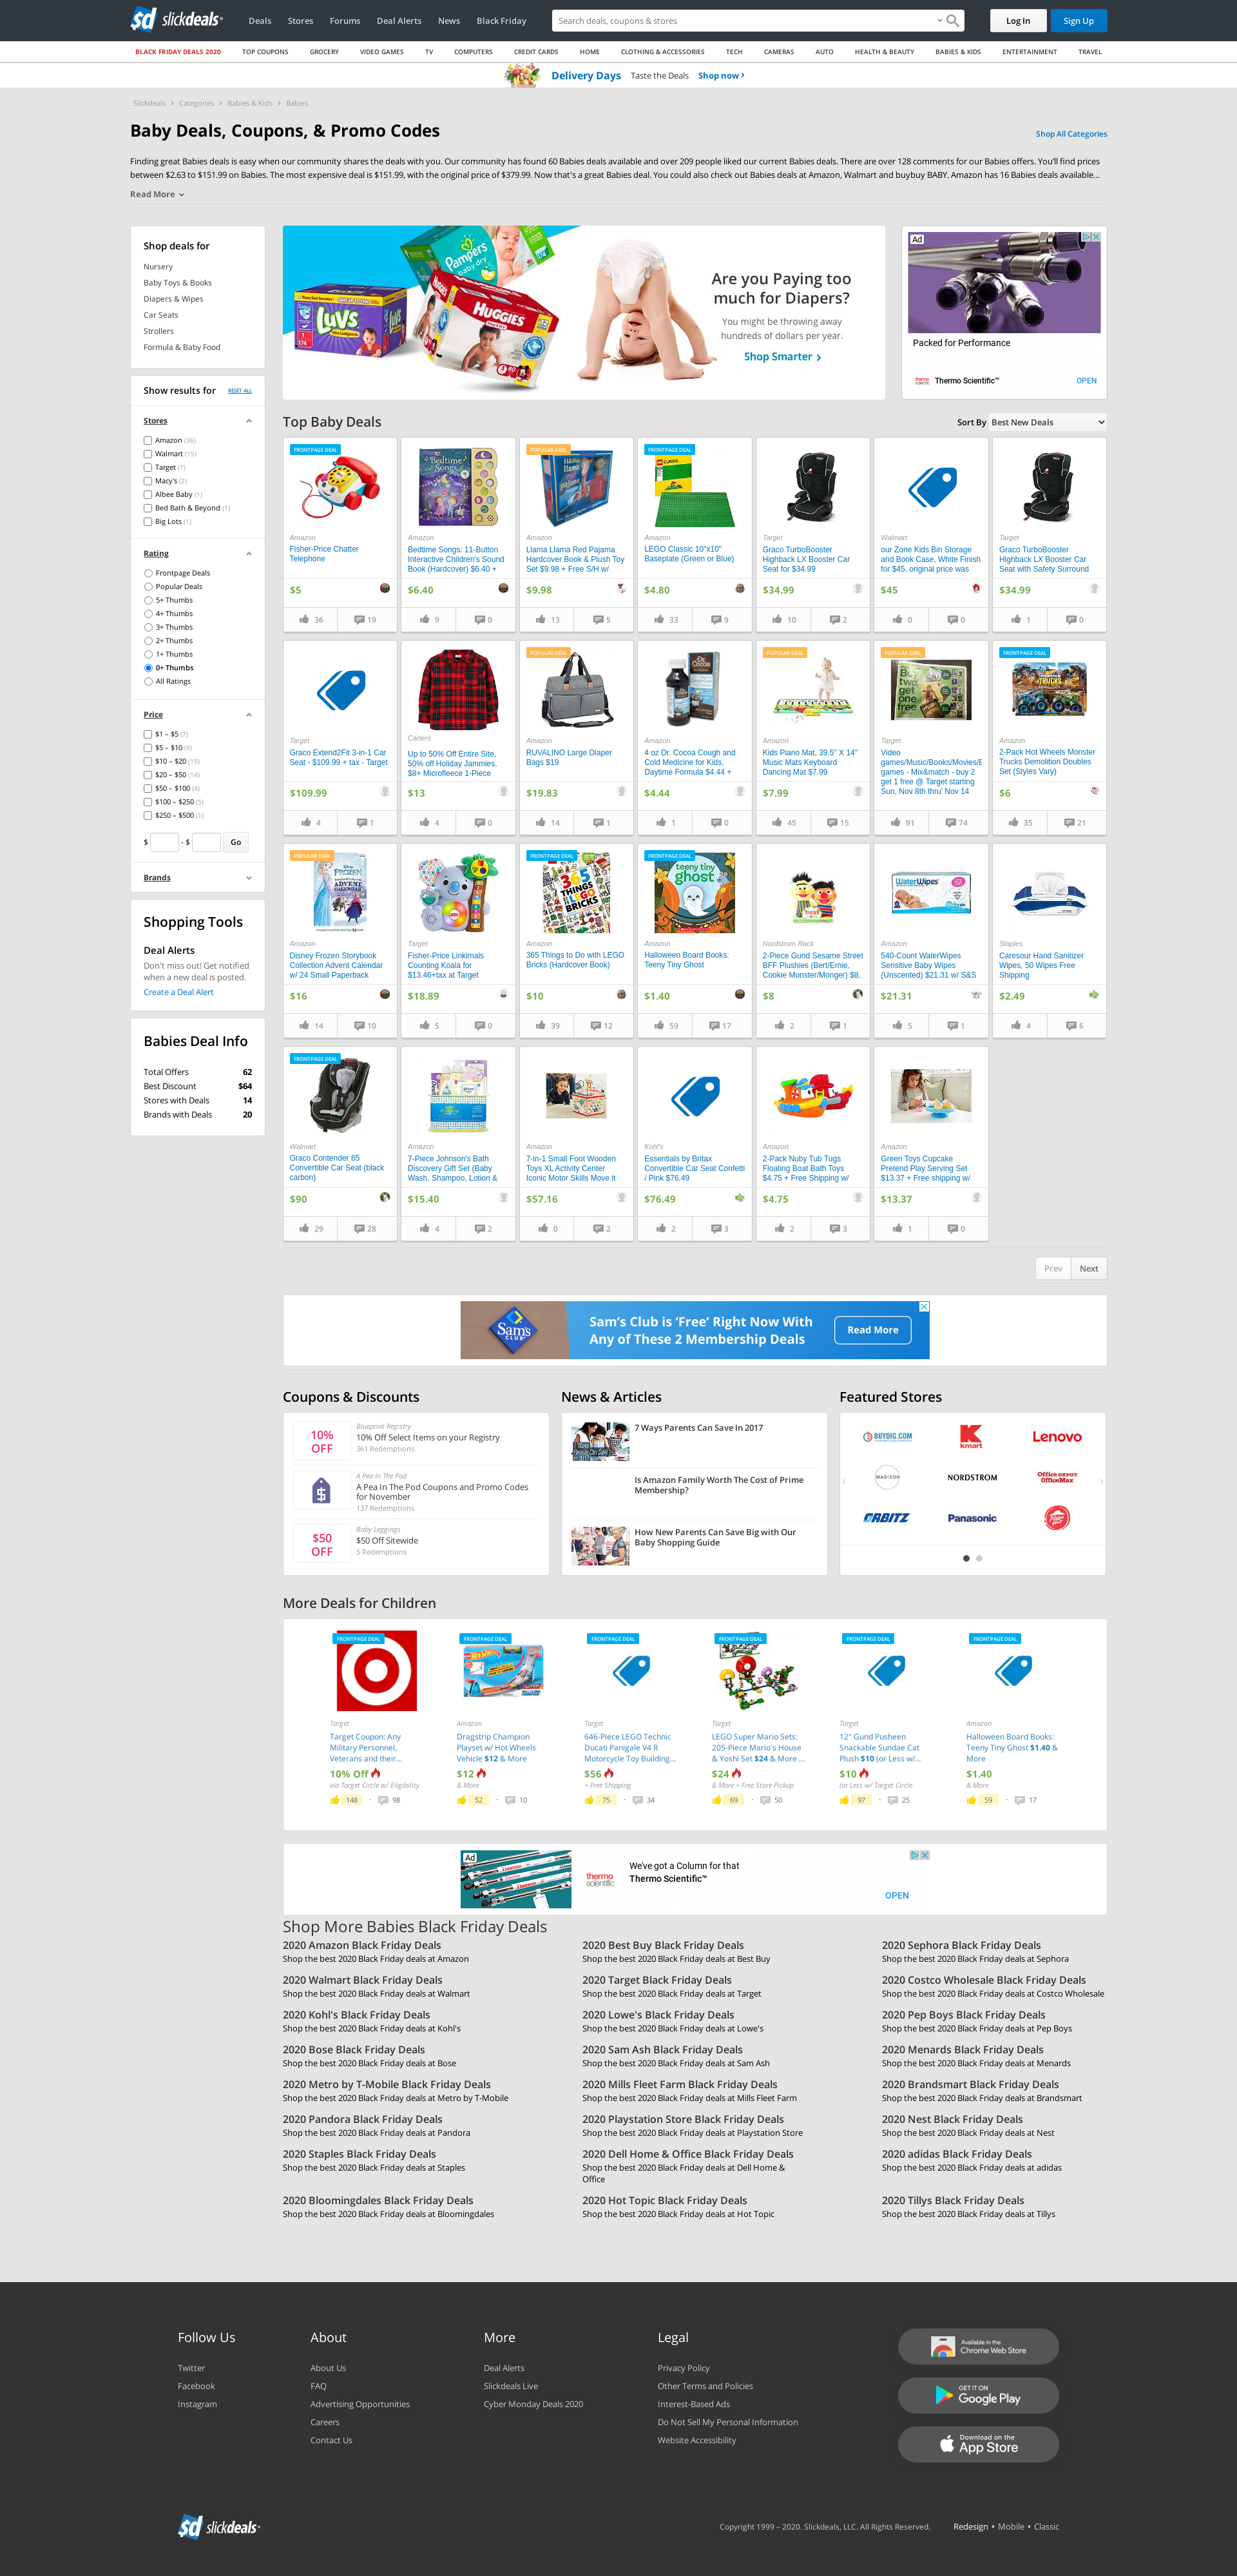 slickdeals
Deals
Stores
Forums
Deal Alerts
News
Black Friday
Search deals, coupons & stores
Log In
Sign Up
BLACK FRIDAY DEALS 2020
TOP COUPONS
GROCERY
VIDEO GAMES
TV
COMPUTERS
CREDIT CARDS
HOME
CLOTHING & ACCESSORIES
TECH
CAMERAS
AUTO
HEALTH & BEAUTY
BABIES & KIDS
ENTERTAINMENT
TRAVEL
Delivery Days Taste the Deals Shop now ›
Slickdeals › Categories › Babies & Kids › Babies
Baby Deals, Coupons, & Promo Codes
Shop All Categories
Finding great Babies deals is easy when our community shares the deals with you. Our community has found 60 Babies deals available and over 209 people liked our current Babies deals. There are over 128 comments for our Babies offers. You'll find prices
between $2.63 to $151.99 on Babies. The most expensive deal is $151.99, with the original price of $379.99. Now that's a great Babies deal. You could also check out Babies deals at Amazon, Walmart and buybuy BABY. Amazon has 16 Babies deals available...
Read More
Shop deals for
Nursery
Baby Toys & Books
Diapers & Wipes
Car Seats
Strollers
Formula & Baby Food
Show results for
RESET ALL
Stores
Amazon (36)
Walmart (15)
Target (7)
Macy's (2)
Albee Baby (1)
Bed Bath & Beyond (1)
Big Lots (1)
Rating
Frontpage Deals
Popular Deals
5+ Thumbs
4+ Thumbs
3+ Thumbs
2+ Thumbs
1+ Thumbs
0+ Thumbs
All Ratings
Price
$1 – $5 (7)
$5 – $10 (9)
$10 – $20 (15)
$20 – $50 (14)
$50 – $100 (4)
$100 – $250 (5)
$250 – $500 (1)
$ - $ Go
Brands
Shopping Tools
Deal Alerts
Don't miss out! Get notified
when a new deal is posted.
Create a Deal Alert
Babies Deal Info
Total Offers 62
Best Discount $64
Stores with Deals 14
Brands with Deals 20
Pampers
baby dry
Luvs
HUGGIES
Are you Paying too
much for Diapers?
You might be throwing away
hundreds of dollars per year.
Shop Smarter ›
Ad
Packed for Performance
Thermo Scientific™
OPEN
Top Baby Deals
Sort By Best New Deals
FRONTPAGE DEAL
Amazon
Fisher-Price Chatter
Telephone
$5
36 19
Bedtime Songs
Amazon
Bedtime Songs: 11-Button
Interactive Children's Sound
Book (Hardcover) $6.40 +
$6.40
9 0
POPULAR DEAL
Amazon
Llama Llama Red Pajama
Hardcover Book & Plush Toy
Set $9.98 + Free S/H w/
$9.98
13 5
FRONTPAGE DEAL
CLASSIC
Amazon
LEGO Classic 10"x10"
Baseplate (Green or Blue)
$4.80
33 9
Target
Graco TurboBooster
Highback LX Booster Car
Seat for $34.99
$34.99
10 2
Walmart
our Zone Kids Bin Storage
and Book Case, White Finish
for $45, original price was
$45
0 0
Target
Graco TurboBooster
Highback LX Booster Car
Seat with Safety Surround
$34.99
1 0
Target
Graco Extend2Fit 3-in-1 Car
Seat - $109.99 + tax - Target
$109.99
4 1
Carters
Up to 50% Off Entire Site,
50% off Holiday Jammies,
$8+ Microfleece 1-Piece
$13
4 0
POPULAR DEAL
Amazon
RUVALINO Large Diaper
Bags $19
$19.83
14 1
Amazon
4 oz Dr. Cocoa Cough and
Cold Medicine for Kids,
Daytime Formula $4.44 +
$4.44
1 0
POPULAR DEAL
Amazon
Kids Piano Mat, 39.5" X 14"
Music Mats Keyboard
Dancing Mat $7.99
$7.99
45 15
POPULAR DEAL
Buy two get one free
Target
Video
games/Music/Books/Movies/E
games - Mix&match - buy 2
get 1 free @ Target starting
Sun, Nov 8th thru' Nov 14
91 74
FRONTPAGE DEAL
TRUCKS
Amazon
2-Pack Hot Wheels Monster
Trucks Demolition Doubles
Set (Styles Vary)
$6
35 21
POPULAR DEAL
FROZEN
ADVENT CALENDAR
Amazon
Disney Frozen Storybook
Collection Advent Calendar
w/ 24 Small Paperback
$16
14 10
Target
Fisher-Price Linkimals
Counting Koala for
$13.46+tax at Target
$18.89
5 0
FRONTPAGE DEAL
365 THINGS TO DO WITH LEGO BRICKS
Amazon
365 Things to Do with LEGO
Bricks (Hardcover Book)
$10
39 12
FRONTPAGE DEAL
teeny tiny ghost
Amazon
Halloween Board Books:
Teeny Tiny Ghost
$1.40
59 17
Nordstrom Rack
2-Piece Gund Sesame Street
BFF Plushies (Bert/Ernie,
Cookie Monster/Monger) $8,
$8
2 1
WaterWipes
Amazon
540-Count WaterWipes
Sensitive Baby Wipes
(Unscented) $21.31 w/ S&S
$21.31
5 1
Staples
Caresour Hand Sanitizer
Wipes, 50 Wipes Free
Shipping
$2.49
4 6
FRONTPAGE DEAL
Walmart
Graco Contender 65
Convertible Car Seat (black
carbon)
$90
29 28
Amazon
7-Piece Johnson's Bath
Discovery Gift Set (Baby
Wash, Shampoo, Lotion &
$15.40
4 2
Amazon
7-in-1 Small Foot Wooden
Toys XL Activity Center
Iconic Motor Skills Move it
$57.16
0 2
Kohl's
Essentials by Britax
Convertible Car Seat Confetti
/ Pink $76.49
$76.49
2 3
Amazon
2-Pack Nuby Tub Tugs
Floating Boat Bath Toys
$4.75 + Free Shipping w/
$4.75
2 3
Amazon
Green Toys Cupcake
Pretend Play Serving Set
$13.37 + Free shipping w/
$13.37
1 0
Prev Next
Sam's CLUB
Sam's Club is 'Free' Right Now With
Any of These 2 Membership Deals
Read More
Coupons & Discounts
10% OFF
Blueprint Registry
10% Off Select Items on your Registry
361 Redemptions
A Pea In The Pod
A Pea In The Pod Coupons and Promo Codes
for November
137 Redemptions
$50 OFF
Baby Leggings
$50 Off Sitewide
5 Redemptions
News & Articles
7 Ways Parents Can Save In 2017
Is Amazon Family Worth The Cost of Prime
Membership?
How New Parents Can Save Big with Our
Baby Shopping Guide
Featured Stores
BUYDIG.COM
kmart
Lenovo
MADISON
NORDSTROM
Office DEPOT
OfficeMax
ORBITZ
Panasonic
Pizza Hut
More Deals for Children
FRONTPAGE DEAL
Target
Target Coupon: Any
Military Personnel,
Veterans and their...
10% Off
via Target Circle w/ Eligibility
148 · 98
FRONTPAGE DEAL
Amazon
Dragstrip Champion
Playset w/ Hot Wheels
Vehicle $12 & More
$12
& More
52 · 10
FRONTPAGE DEAL
Target
646-Piece LEGO Technic
Ducati Panigale V4 R
Motorcycle Toy Building...
$56
+ Free Shipping
75 · 34
FRONTPAGE DEAL
Target
LEGO Super Mario Sets:
205-Piece Mario's House
& Yoshi Set $24 & More ...
$24
& More + Free Store Pickup
69 · 50
FRONTPAGE DEAL
Target
12" Gund Pusheen
Snackable Sundae Cat
Plush $10 (or Less w/...
$10
(or Less w/ Target Circle
97 · 25
FRONTPAGE DEAL
Amazon
Halloween Board Books:
Teeny Tiny Ghost $1.40 &
More
$1.40
& More
59 · 17
Ad
thermo scientific
We've got a Column for that
Thermo Scientific™
OPEN
Shop More Babies Black Friday Deals
2020 Amazon Black Friday Deals
Shop the best 2020 Black Friday deals at Amazon
2020 Best Buy Black Friday Deals
Shop the best 2020 Black Friday deals at Best Buy
2020 Sephora Black Friday Deals
Shop the best 2020 Black Friday deals at Sephora
2020 Walmart Black Friday Deals
Shop the best 2020 Black Friday deals at Walmart
2020 Target Black Friday Deals
Shop the best 2020 Black Friday deals at Target
2020 Costco Wholesale Black Friday Deals
Shop the best 2020 Black Friday deals at Costco Wholesale
2020 Kohl's Black Friday Deals
Shop the best 2020 Black Friday deals at Kohl's
2020 Lowe's Black Friday Deals
Shop the best 2020 Black Friday deals at Lowe's
2020 Pep Boys Black Friday Deals
Shop the best 2020 Black Friday deals at Pep Boys
2020 Bose Black Friday Deals
Shop the best 2020 Black Friday deals at Bose
2020 Sam Ash Black Friday Deals
Shop the best 2020 Black Friday deals at Sam Ash
2020 Menards Black Friday Deals
Shop the best 2020 Black Friday deals at Menards
2020 Metro by T-Mobile Black Friday Deals
Shop the best 2020 Black Friday deals at Metro by T-Mobile
2020 Mills Fleet Farm Black Friday Deals
Shop the best 2020 Black Friday deals at Mills Fleet Farm
2020 Brandsmart Black Friday Deals
Shop the best 2020 Black Friday deals at Brandsmart
2020 Pandora Black Friday Deals
Shop the best 2020 Black Friday deals at Pandora
2020 Playstation Store Black Friday Deals
Shop the best 2020 Black Friday deals at Playstation Store
2020 Nest Black Friday Deals
Shop the best 2020 Black Friday deals at Nest
2020 Staples Black Friday Deals
Shop the best 2020 Black Friday deals at Staples
2020 Dell Home & Office Black Friday Deals
Shop the best 2020 Black Friday deals at Dell Home &
Office
2020 adidas Black Friday Deals
Shop the best 2020 Black Friday deals at adidas
2020 Bloomingdales Black Friday Deals
Shop the best 2020 Black Friday deals at Bloomingdales
2020 Hot Topic Black Friday Deals
Shop the best 2020 Black Friday deals at Hot Topic
2020 Tillys Black Friday Deals
Shop the best 2020 Black Friday deals at Tillys
Follow Us
Twitter
Facebook
Instagram
About
About Us
FAQ
Advertising Opportunities
Careers
Contact Us
More
Deal Alerts
Slickdeals Live
Cyber Monday Deals 2020
Legal
Privacy Policy
Other Terms and Policies
Interest-Based Ads
Do Not Sell My Personal Information
Website Accessibility
Available in the
Chrome Web Store
GET IT ON
Google Play
Download on the
App Store
slickdeals
Copyright 1999 – 2020. Slickdeals, LLC. All Rights Reserved.
Redesign • Mobile • Classic